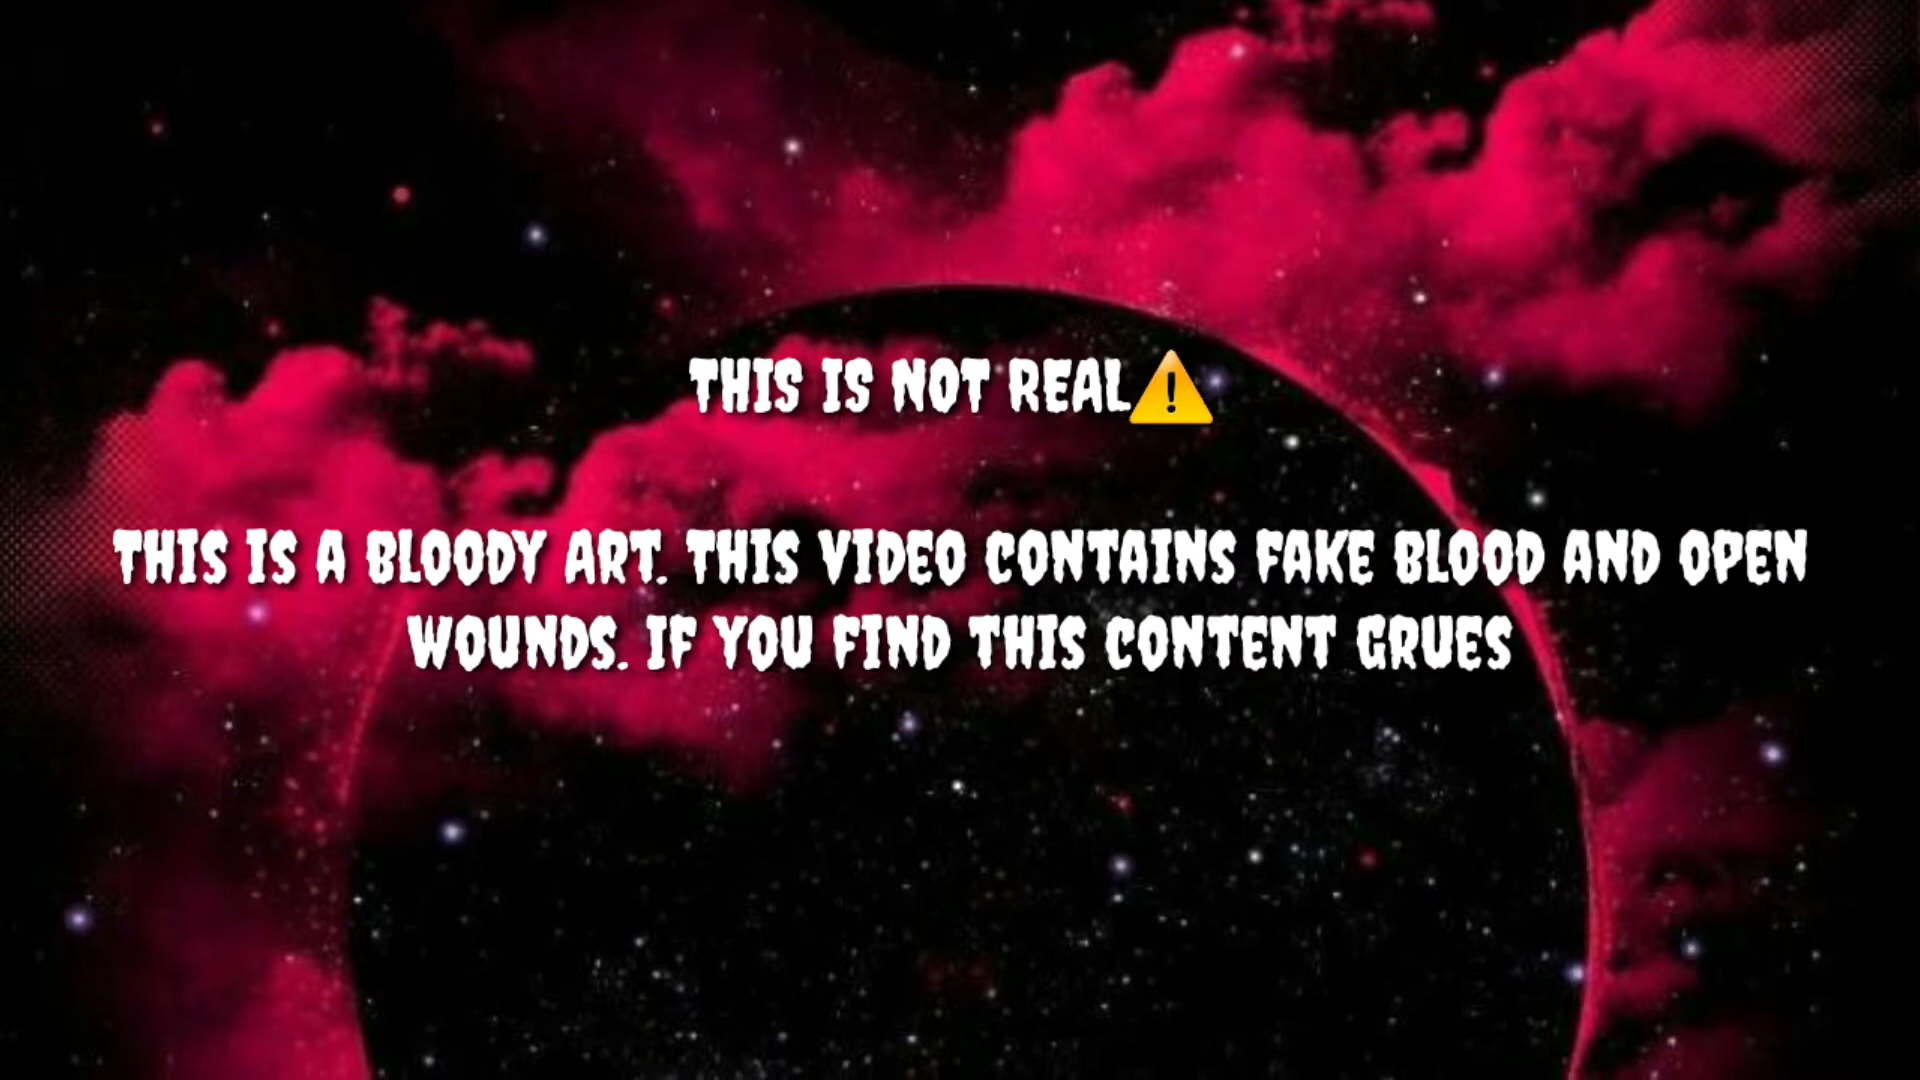 THIS IS NOT REAL⚠️
THIS IS A BLOODY ART. THIS VIDEO CONTAINS FAKE BLOOD AND OPEN
WOUNDS. IF YOU FIND THIS CONTENT GRUES